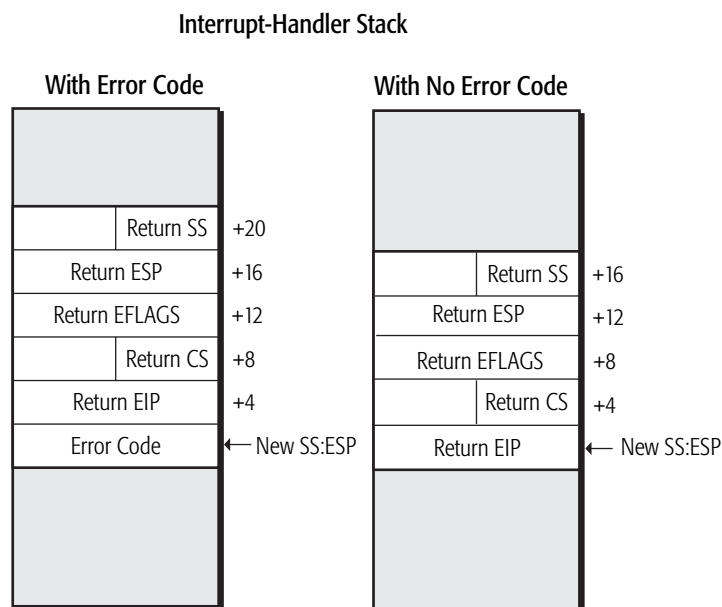 Interrupt-Handler Stack
With Error Code
Return SS +20
Return ESP +16
Return EFLAGS +12
Return CS +8
Return EIP +4
Error Code New SS:ESP
With No Error Code
Return SS +16
Return ESP +12
Return EFLAGS +8
Return CS +4
Return EIP New SS:ESP